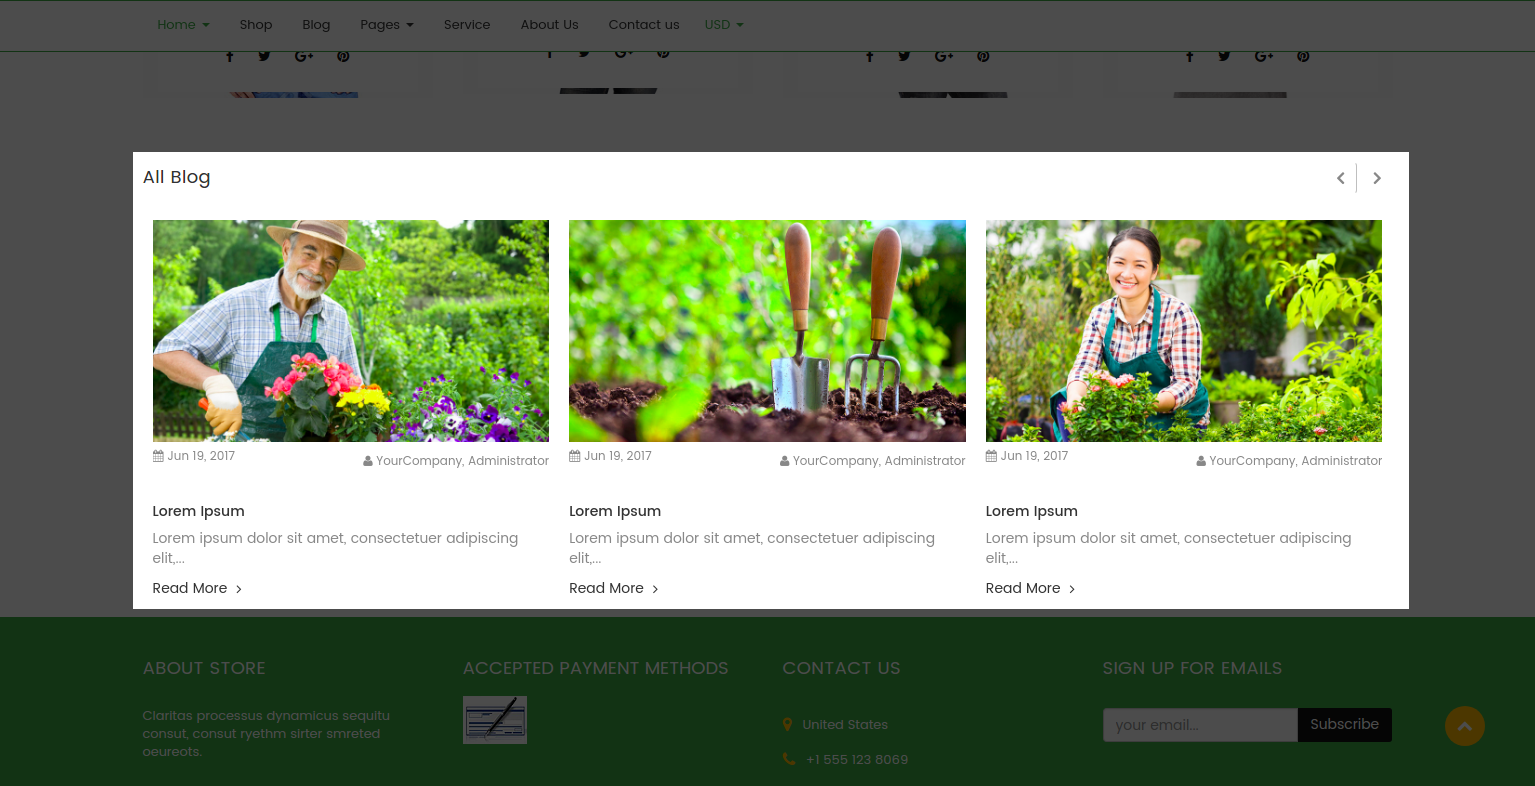 Home Shop Blog Pages Service About Us Contact us USD
All Blog
Jun 19, 2017 YourCompany, Administrator
Lorem Ipsum
Lorem ipsum dolor sit amet, consectetuer adipiscing
elit,...
Read More
Jun 19, 2017 YourCompany, Administrator
Lorem Ipsum
Lorem ipsum dolor sit amet, consectetuer adipiscing
elit,...
Read More
Jun 19, 2017 YourCompany, Administrator
Lorem Ipsum
Lorem ipsum dolor sit amet, consectetuer adipiscing
elit,...
Read More
ABOUT STORE
Claritas processus dynamicus sequitu
consut, consut ryethm sirter smreted
oeureots.
ACCEPTED PAYMENT METHODS
CONTACT US
United States
+1 555 123 8069
SIGN UP FOR EMAILS
your email...
Subscribe